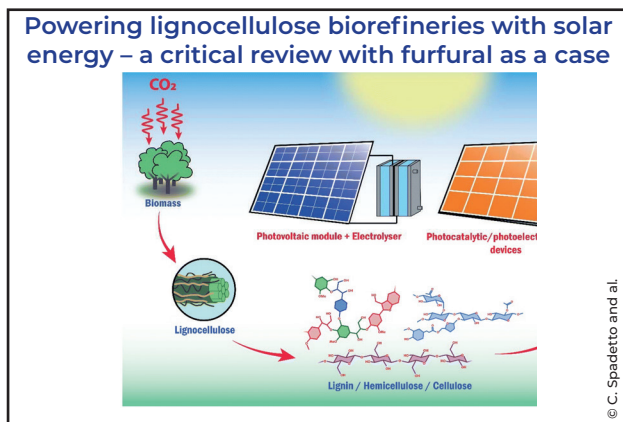 Powering lignocellulose biorefineries with solar
energy – a critical review with furfural as a case
CO₂
Biomass
Photovoltaic module + Electrolyser
Photocatalytic/photoelect
devices
Lignocellulose
Lignin / Hemicellulose / Cellulose
© C. Spadetto and al.